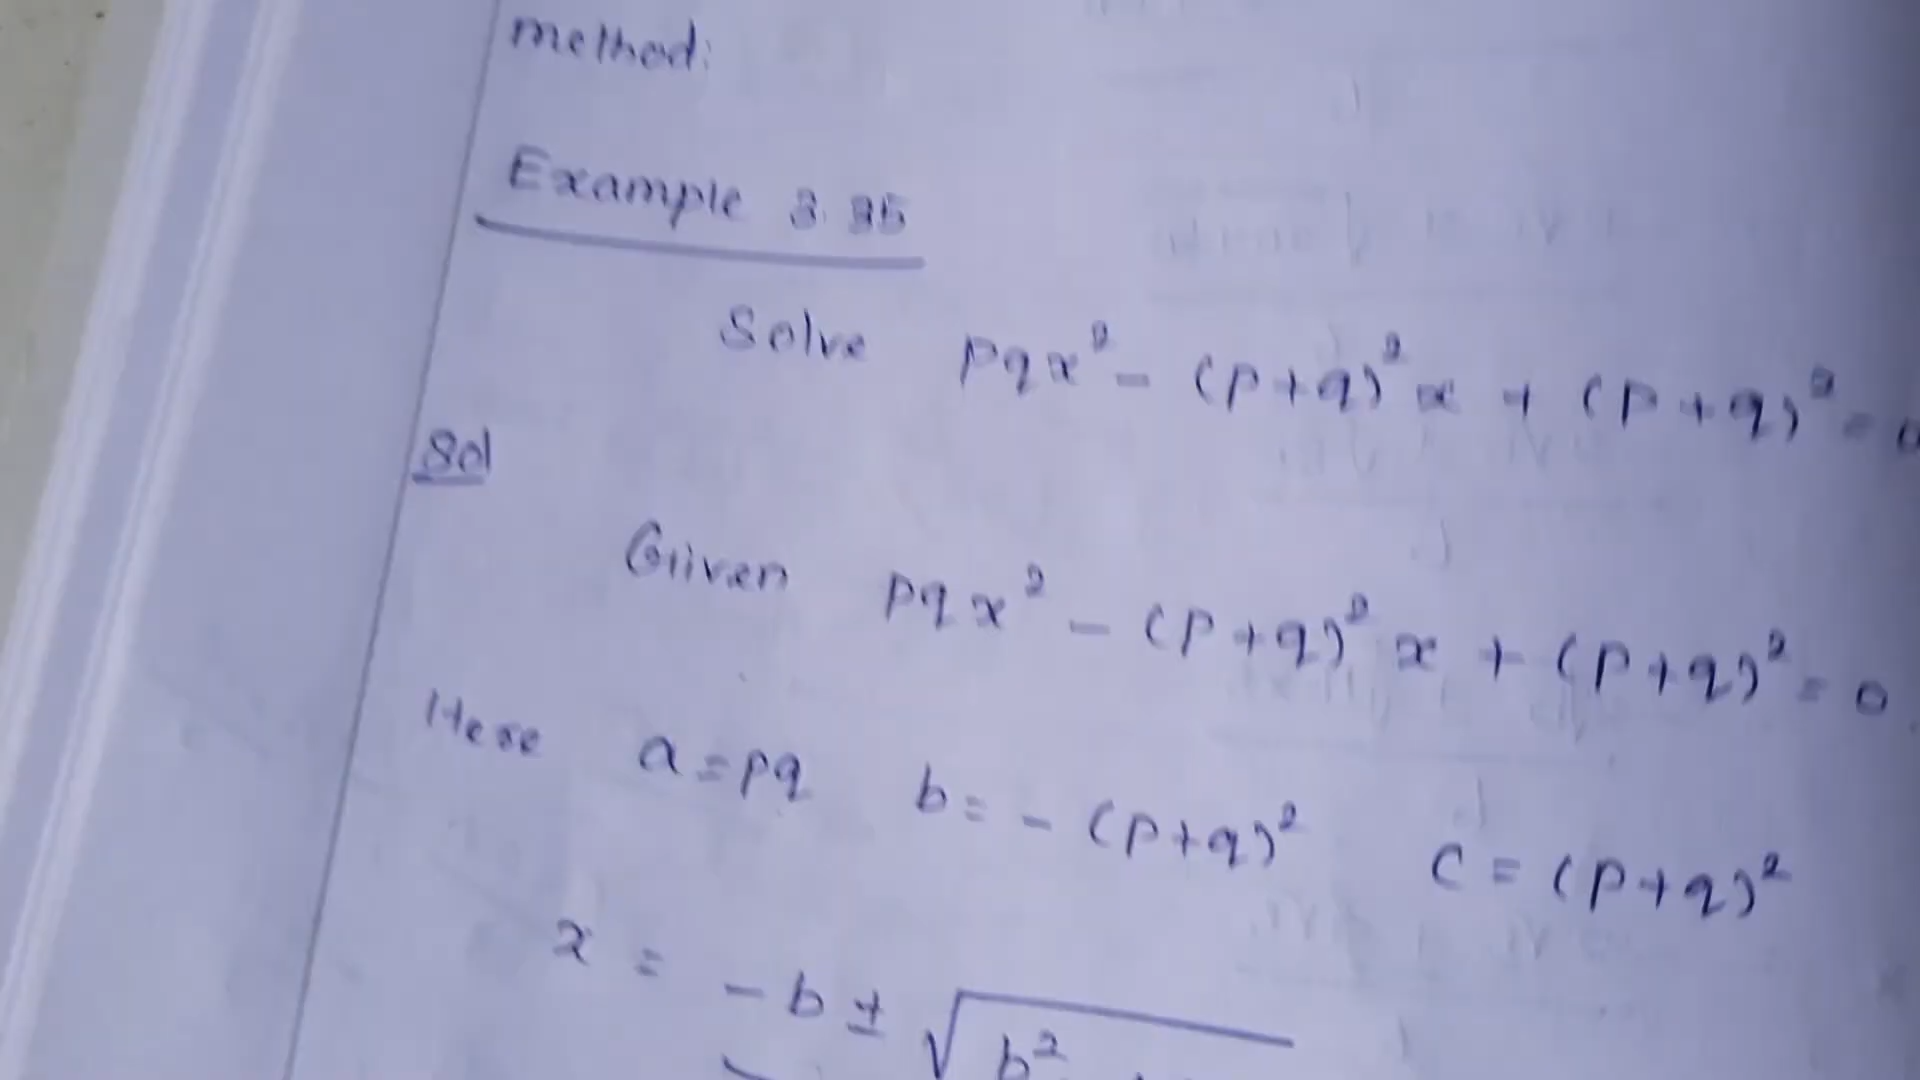 method:
Example 3.35
Solve pqx² - (p+q)²x + (p+q)² = 0
Sol
Given pqx² - (p+q)² x + (p+q)² = 0.
Here a=pq b= -(p+q)² c = (p+q)²
x = -b ± √b²